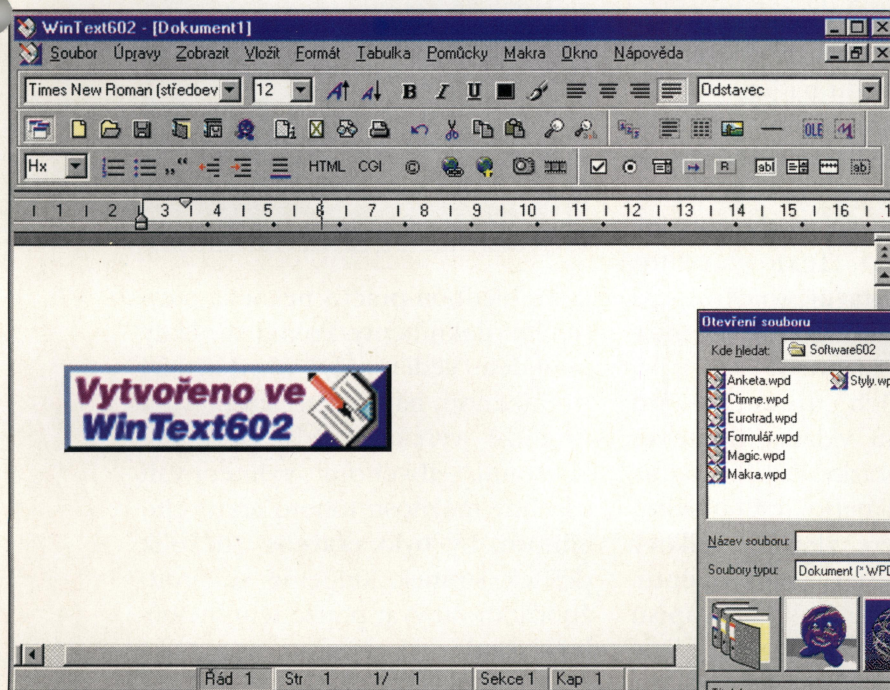 WinText602 - [Dokument1]
Soubor Úpravy Zobrazit Vložit Formát Tabulka Pomůcky Makra Okno Nápověda
Times New Roman (středoev 12 B I U Odstavec
OLE
Hx HTML CGI © R ab
1 1 2 3 4 5 6 7 8 9 10 11 12 13 14 15 16 1
Vytvořeno ve
WinText602
Otevření souboru
Kde hledat: Software602
Anketa.wpd Styly.wp
Ctimne.wpd
Eurotrad.wpd
Formulář.wpd
Magic.wpd
Makra.wpd
Název souboru:
Soubory typu: Dokument (*.WPD
Řád 1 Str 1 1/ 1 Sekce 1 Kap 1